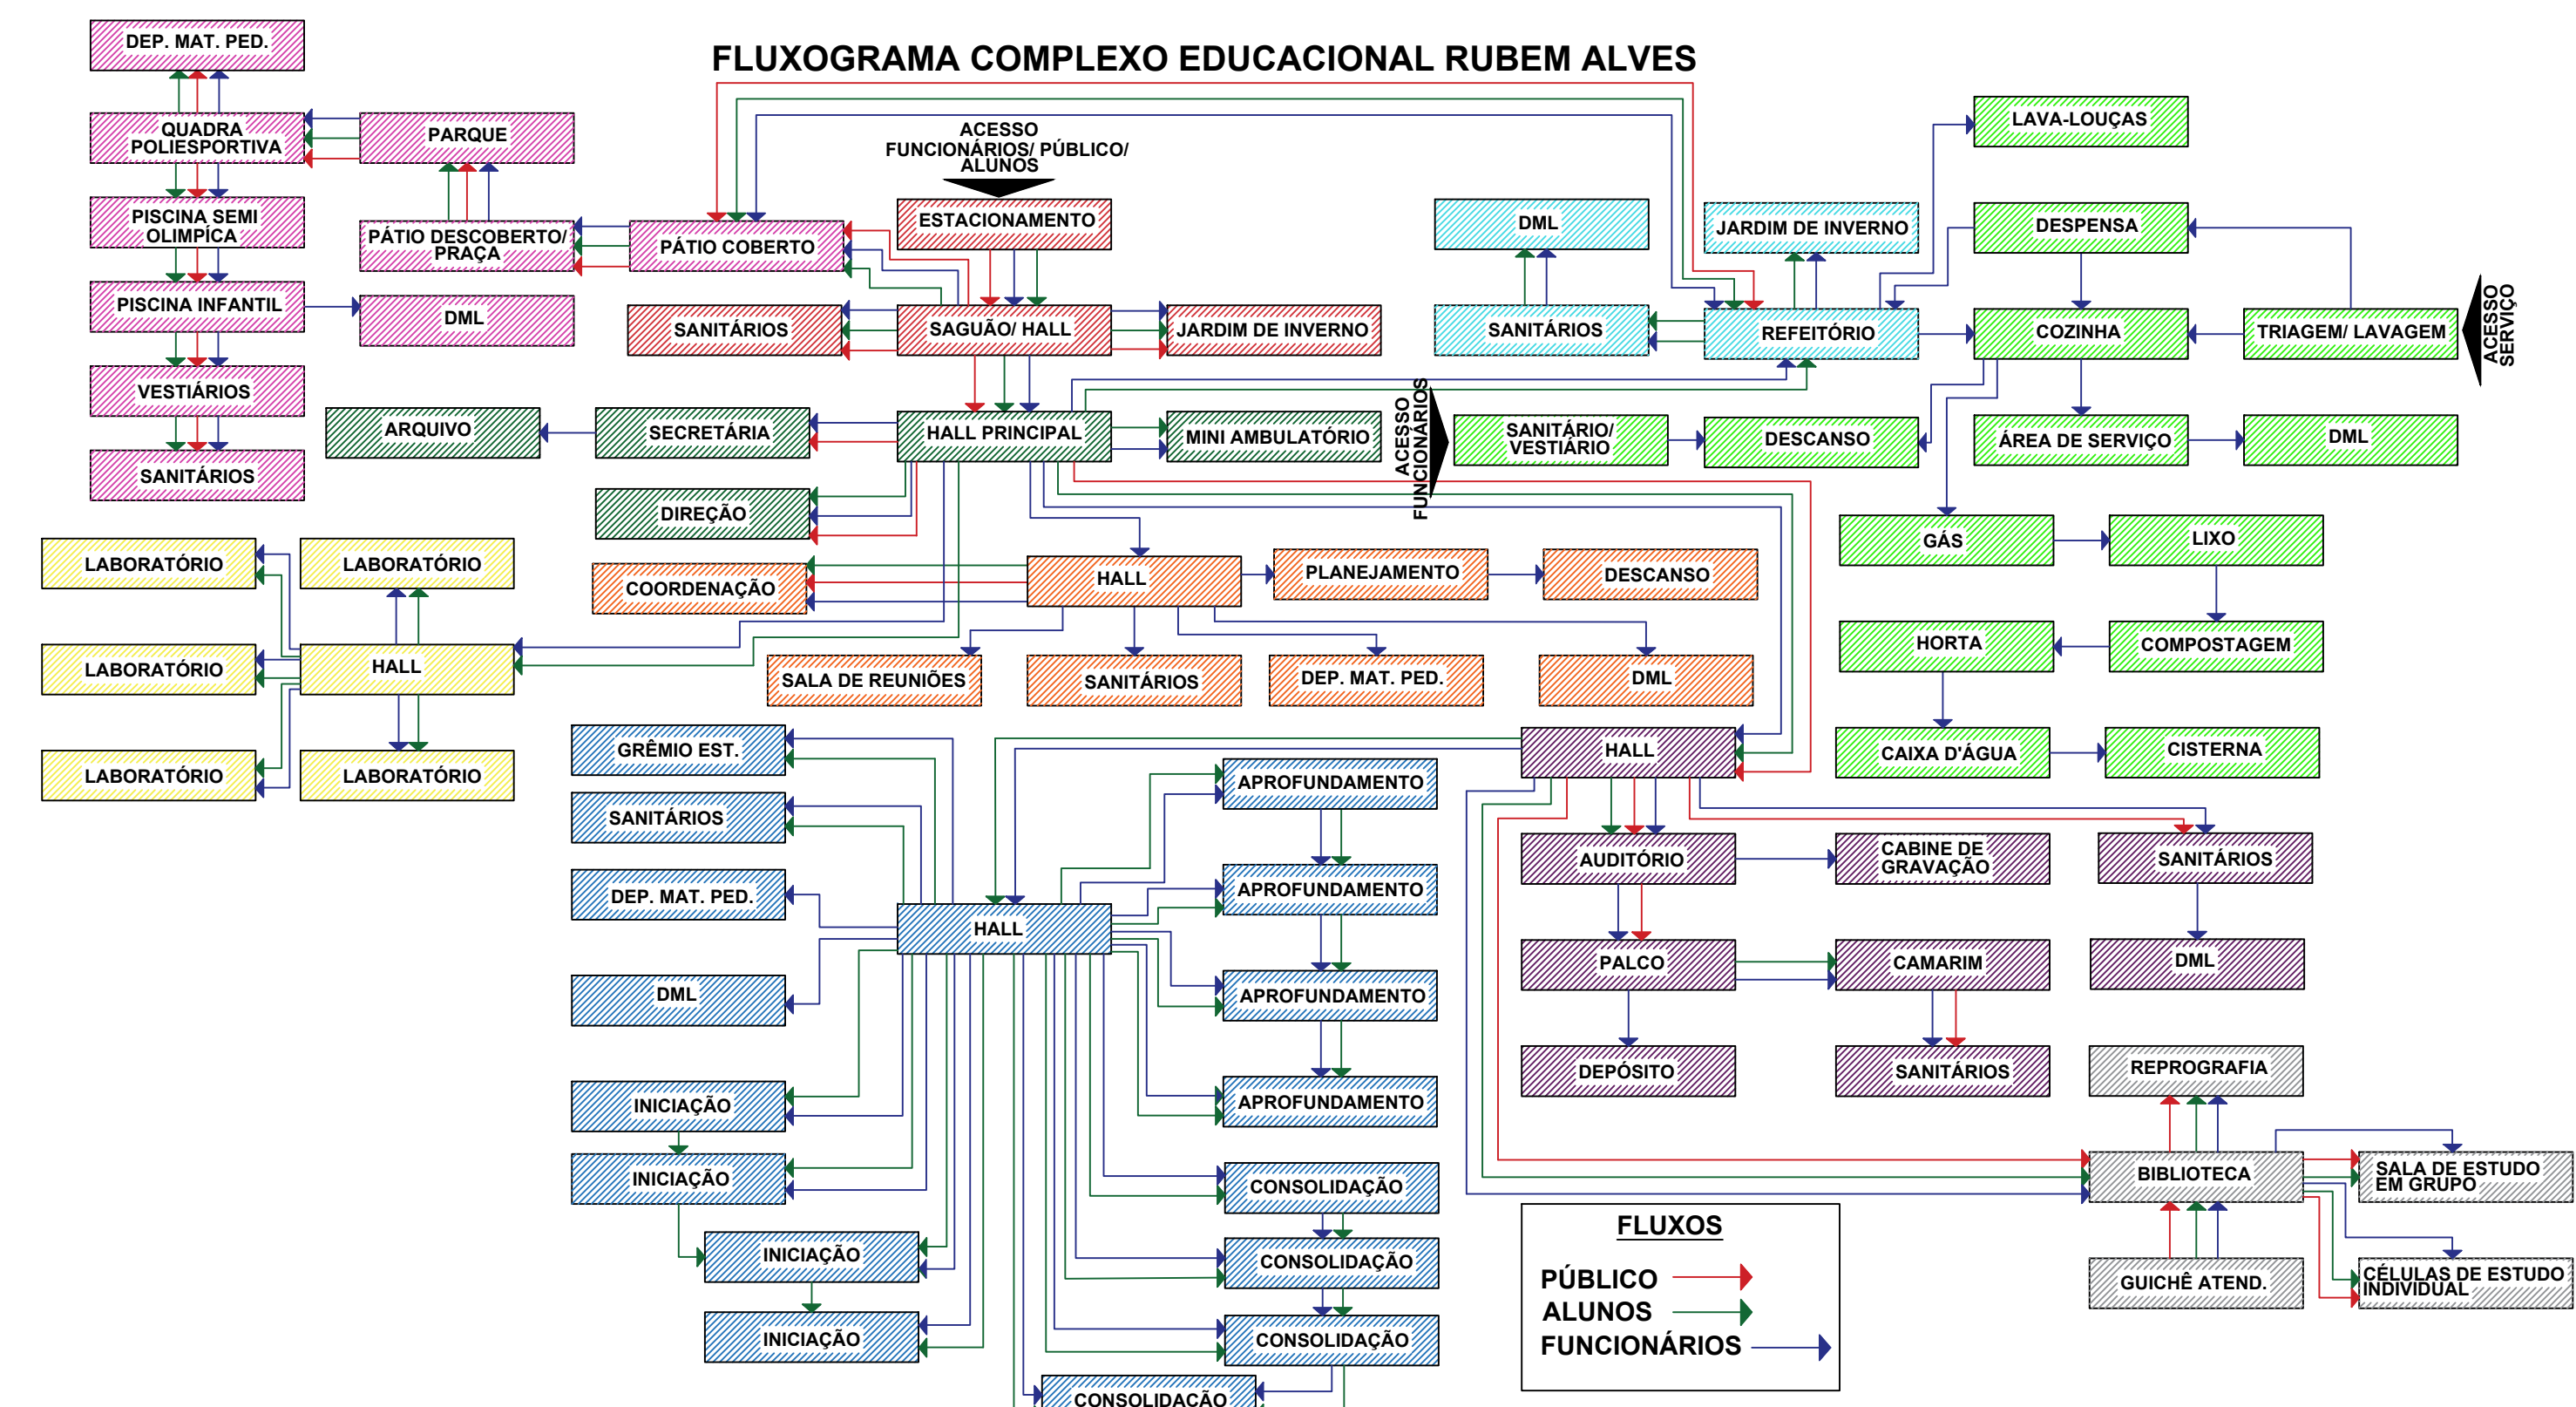 FLUXOGRAMA COMPLEXO EDUCACIONAL RUBEM ALVES
DEP. MAT. PED.
QUADRA
POLIESPORTIVA
PARQUE
PISCINA SEMI
OLIMPÍCA
PÁTIO DESCOBERTO/
PRAÇA
PÁTIO COBERTO
PISCINA INFANTIL
DML
VESTIÁRIOS
SANITÁRIOS
ACESSO
FUNCIONÁRIOS/ PÚBLICO/
ALUNOS
ESTACIONAMENTO
SANITÁRIOS
SAGUÃO/ HALL
JARDIM DE INVERNO
ARQUIVO
SECRETÁRIA
HALL PRINCIPAL
MINI AMBULATÓRIO
DIREÇÃO
DML
JARDIM DE INVERNO
SANITÁRIOS
REFEITÓRIO
LAVA-LOUÇAS
DESPENSA
COZINHA
TRIAGEM/ LAVAGEM
ACESSO
SERVIÇO
ACESSO
FUNCIONÁRIOS
SANITÁRIO/
VESTIÁRIO
DESCANSO
ÁREA DE SERVIÇO
DML
GÁS
LIXO
HORTA
COMPOSTAGEM
CAIXA D'ÁGUA
CISTERNA
COORDENAÇÃO
HALL
PLANEJAMENTO
DESCANSO
SALA DE REUNIÕES
SANITÁRIOS
DEP. MAT. PED.
DML
LABORATÓRIO
LABORATÓRIO
LABORATÓRIO
HALL
LABORATÓRIO
LABORATÓRIO
GRÊMIO EST.
SANITÁRIOS
DEP. MAT. PED.
HALL
DML
INICIAÇÃO
INICIAÇÃO
INICIAÇÃO
INICIAÇÃO
APROFUNDAMENTO
APROFUNDAMENTO
APROFUNDAMENTO
APROFUNDAMENTO
CONSOLIDAÇÃO
CONSOLIDAÇÃO
CONSOLIDAÇÃO
CONSOLIDAÇÃO
HALL
AUDITÓRIO
CABINE DE
GRAVAÇÃO
SANITÁRIOS
PALCO
CAMARIM
DML
DEPÓSITO
SANITÁRIOS
REPROGRAFIA
BIBLIOTECA
SALA DE ESTUDO
EM GRUPO
GUICHÊ ATEND.
CÉLULAS DE ESTUDO
INDIVIDUAL
FLUXOS
PÚBLICO
ALUNOS
FUNCIONÁRIOS